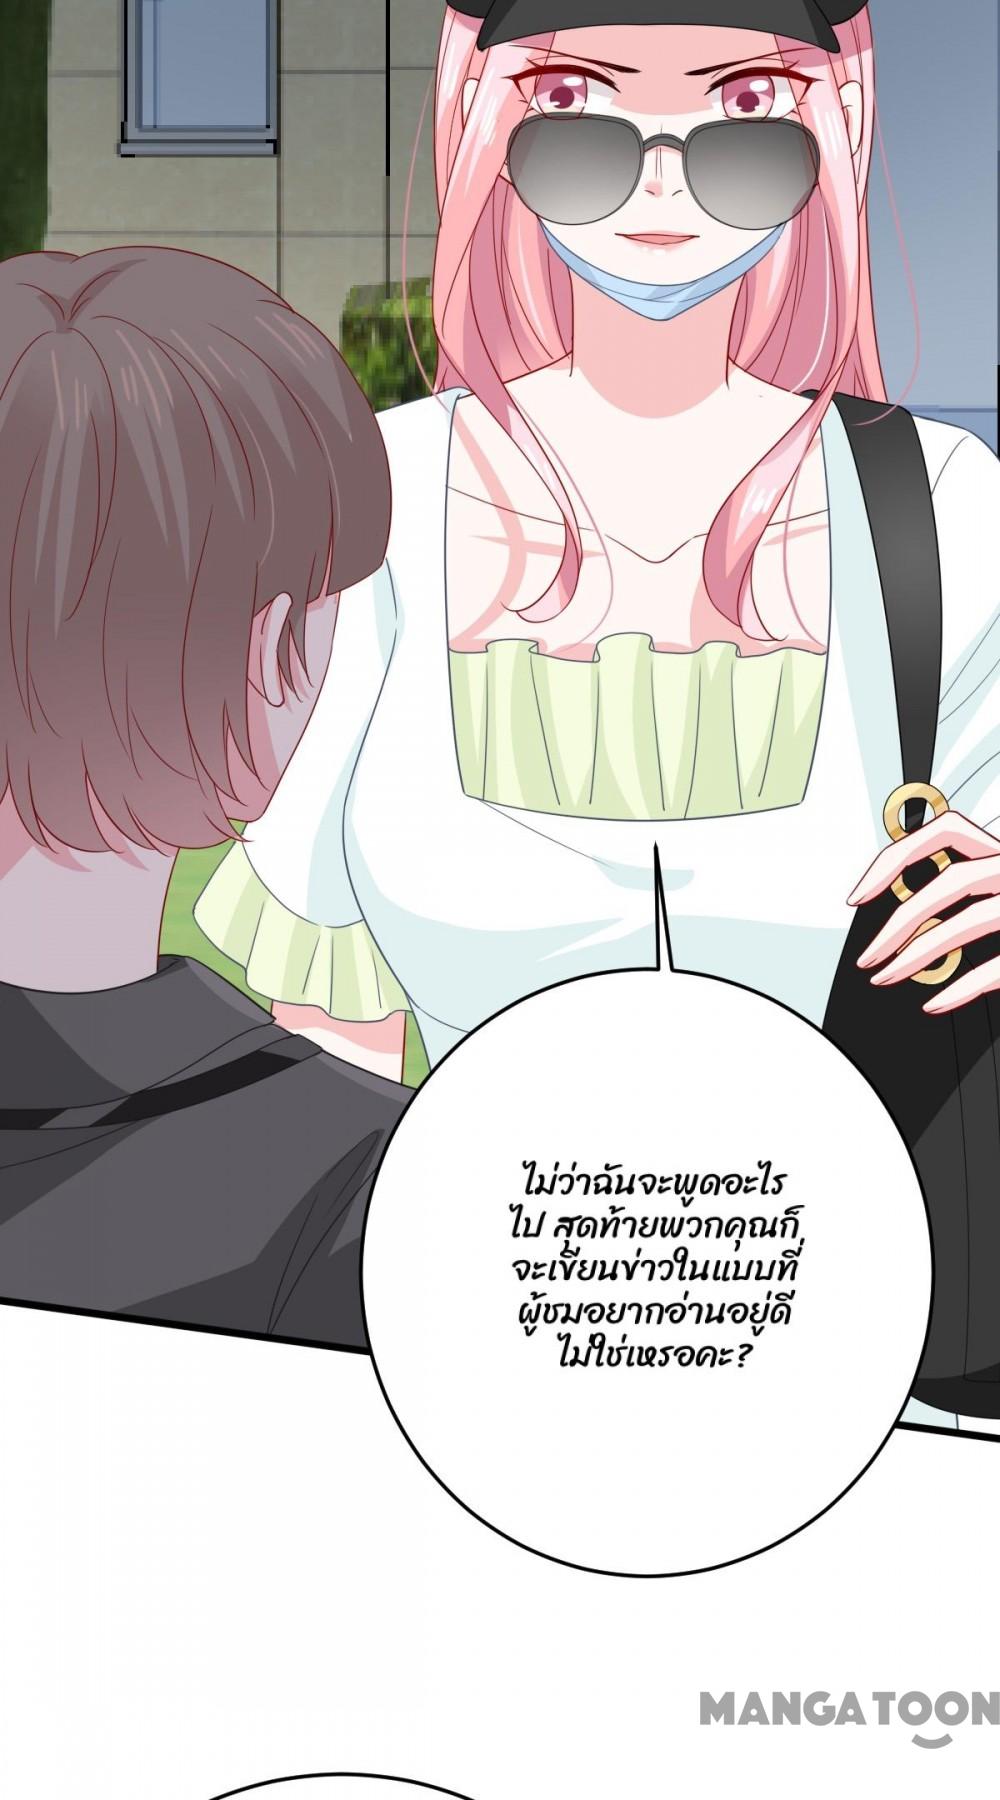 ไม่ว่าฉันจะพูดอะไร
ไป สุดท้ายพวกคุณก็
จะเขียนข่าวในแบบที่
ผู้ชมอยากอ่านอยู่ดี
ไม่ใช่เหรอคะ?
MANGATOON